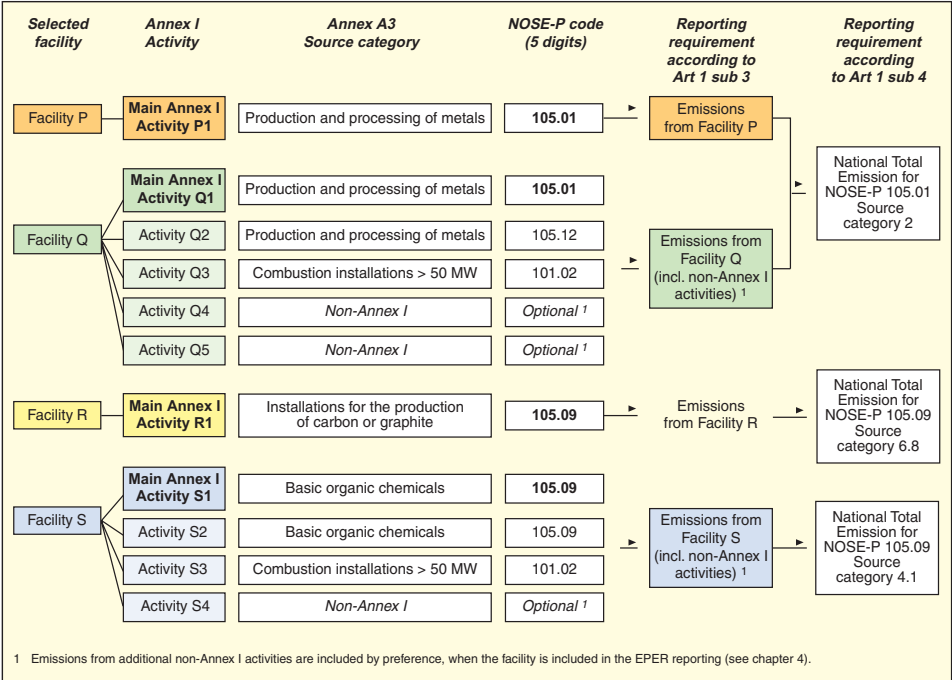 Selected
facility
Annex I
Activity
Annex A3
Source category
NOSE-P code
(5 digits)
Reporting
requirement
according to
Art 1 sub 3
Reporting
requirement
according
to Art 1 sub 4
Facility P
Main Annex I
Activity P1
Production and processing of metals
105.01
Emissions
from Facility P
Facility Q
Main Annex I
Activity Q1
Production and processing of metals
105.01
Activity Q2
Production and processing of metals
105.12
Activity Q3
Combustion installations > 50 MW
101.02
Activity Q4
Non-Annex I
Optional 1
Activity Q5
Non-Annex I
Optional 1
Emissions from
Facility Q
(incl. non-Annex I
activities) 1
National Total
Emission for
NOSE-P 105.01
Source
category 2
Facility R
Main Annex I
Activity R1
Installations for the production
of carbon or graphite
105.09
Emissions
from Facility R
National Total
Emission for
NOSE-P 105.09
Source
category 6.8
Facility S
Main Annex I
Activity S1
Basic organic chemicals
105.09
Activity S2
Basic organic chemicals
105.09
Activity S3
Combustion installations > 50 MW
101.02
Activity S4
Non-Annex I
Optional 1
Emissions from
Facility S
(incl. non-Annex I
activities) 1
National Total
Emission for
NOSE-P 105.09
Source
category 4.1
1 Emissions from additional non-Annex I activities are included by preference, when the facility is included in the EPER reporting (see chapter 4).